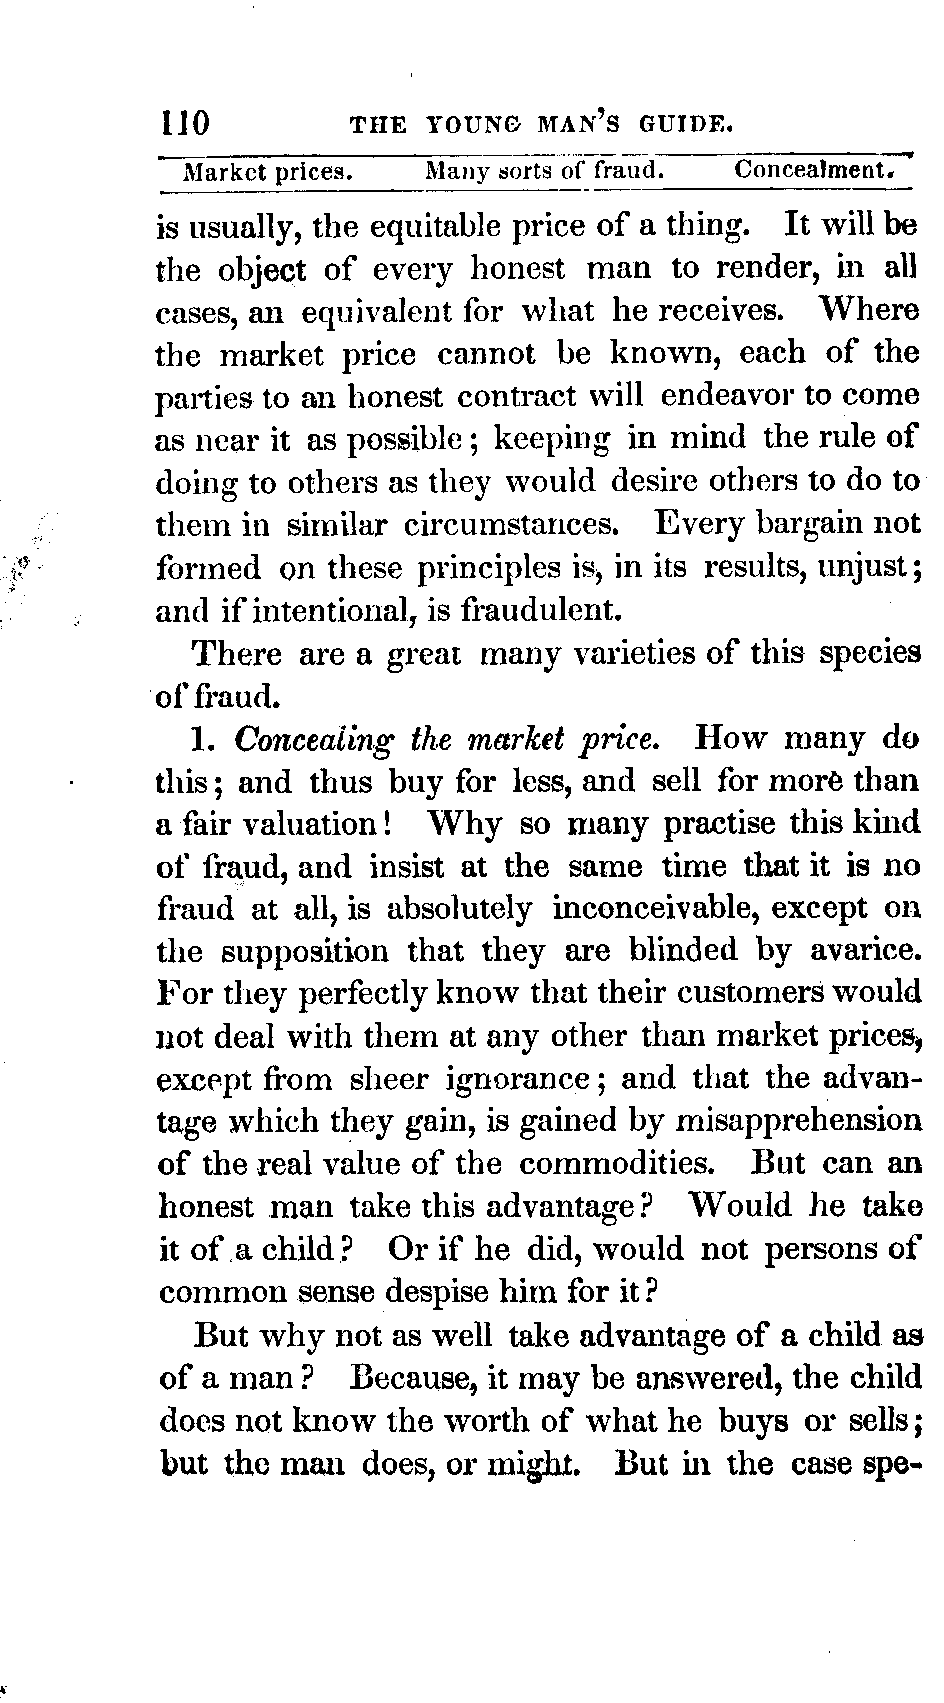 110 THE YOUNG MAN'S GUIDE.
Market prices. Many sorts of fraud. Concealment.
is usually, the equitable price of a thing. It will be
the object of every honest man to render, in all
cases, an equivalent for what he receives. Where
the market price cannot be known, each of the
parties to an honest contract will endeavor to come
as near it as possible; keeping in mind the rule of
doing to others as they would desire others to do to
them in similar circumstances. Every bargain not
formed on these principles is, in its results, unjust;
and if intentional, is fraudulent.
There are a great many varieties of this species
of fraud.
1. Concealing the market price. How many do
this; and thus buy for less, and sell for more than
a fair valuation! Why so many practise this kind
of fraud, and insist at the same time that it is no
fraud at all, is absolutely inconceivable, except on
the supposition that they are blinded by avarice.
For they perfectly know that their customers would
not deal with them at any other than market prices,
except from sheer ignorance; and that the advan-
tage which they gain, is gained by misapprehension
of the real value of the commodities. But can an
honest man take this advantage? Would he take
it of a child? Or if he did, would not persons of
common sense despise him for it?
But why not as well take advantage of a child as
of a man? Because, it may be answered, the child
does not know the worth of what he buys or sells;
but the man does, or might. But in the case spe-